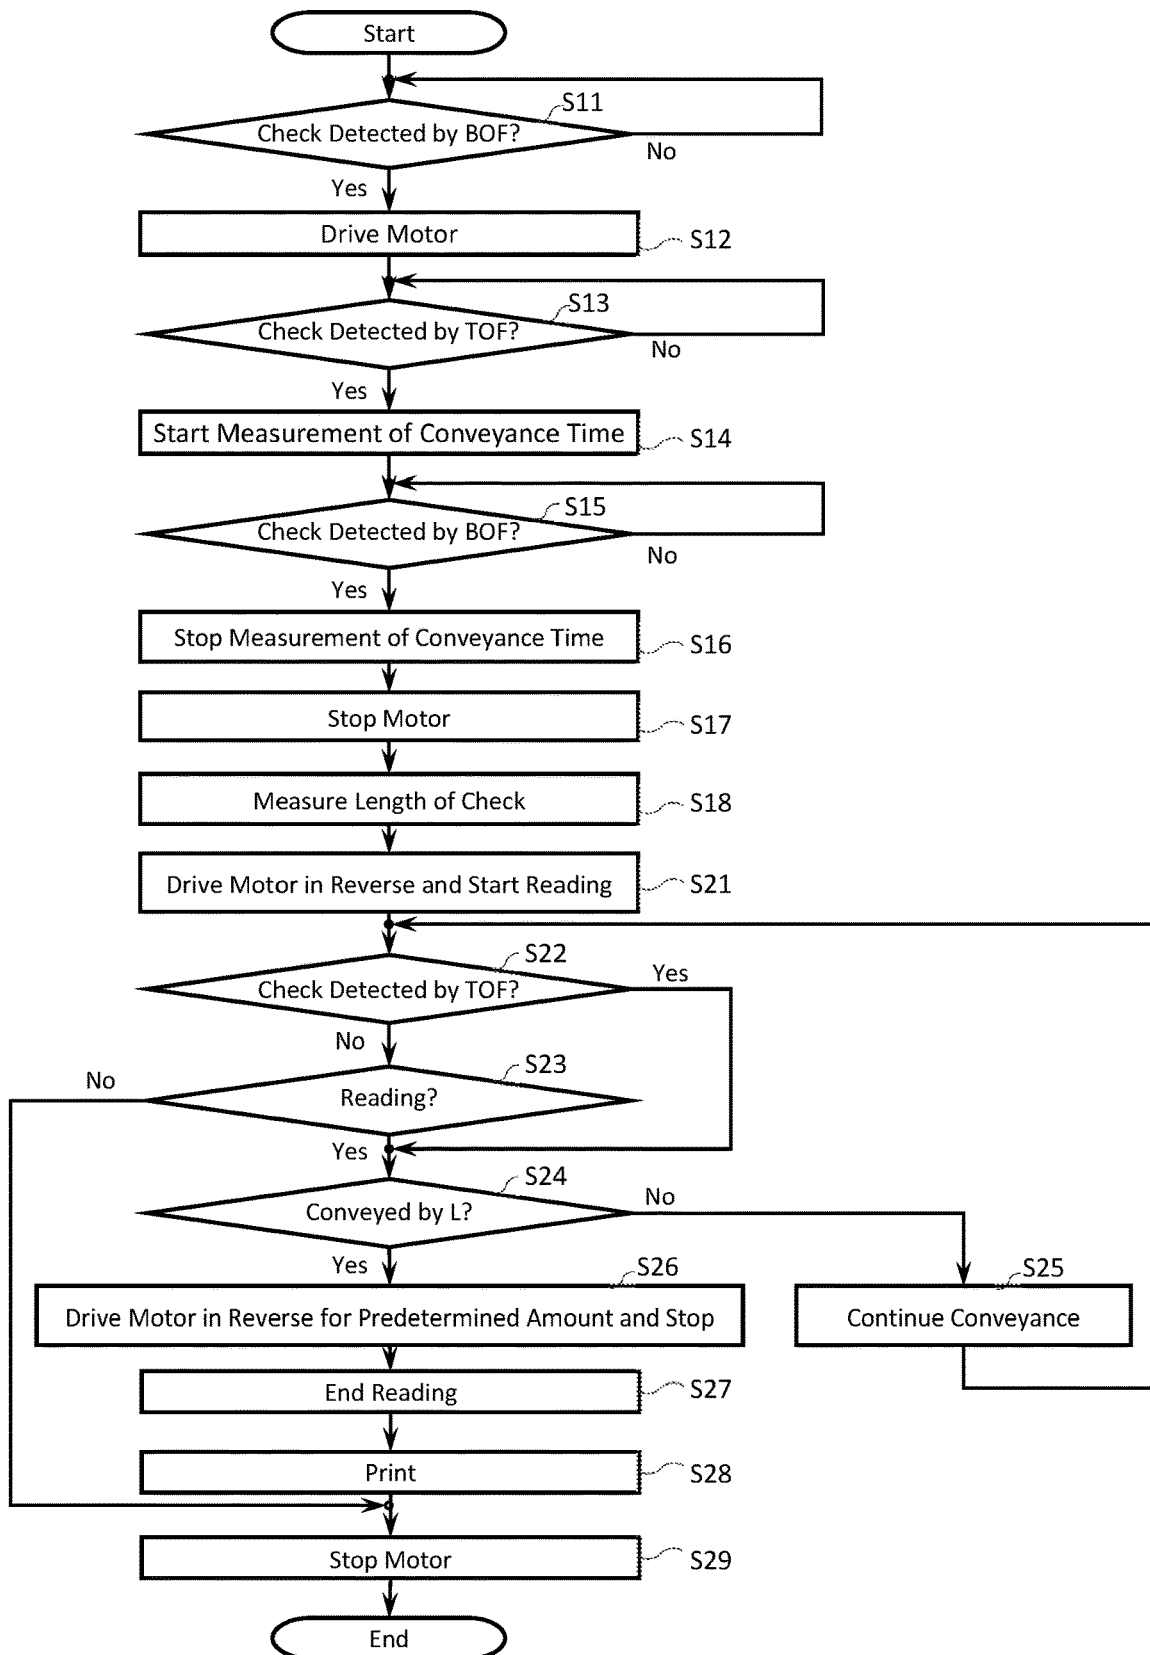 Start
S11
Check Detected by BOF?
No
Yes
Drive Motor
S12
S13
Check Detected by TOF?
No
Yes
Start Measurement of Conveyance Time
S14
S15
Check Detected by BOF?
No
Yes
Stop Measurement of Conveyance Time
S16
Stop Motor
S17
Measure Length of Check
S18
Drive Motor in Reverse and Start Reading
S21
S22
Check Detected by TOF?
Yes
No
S23
No
Reading?
Yes
S24
Conveyed by L?
No
Yes
S26
Drive Motor in Reverse for Predetermined Amount and Stop
S25
Continue Conveyance
End Reading
S27
Print
S28
Stop Motor
S29
End